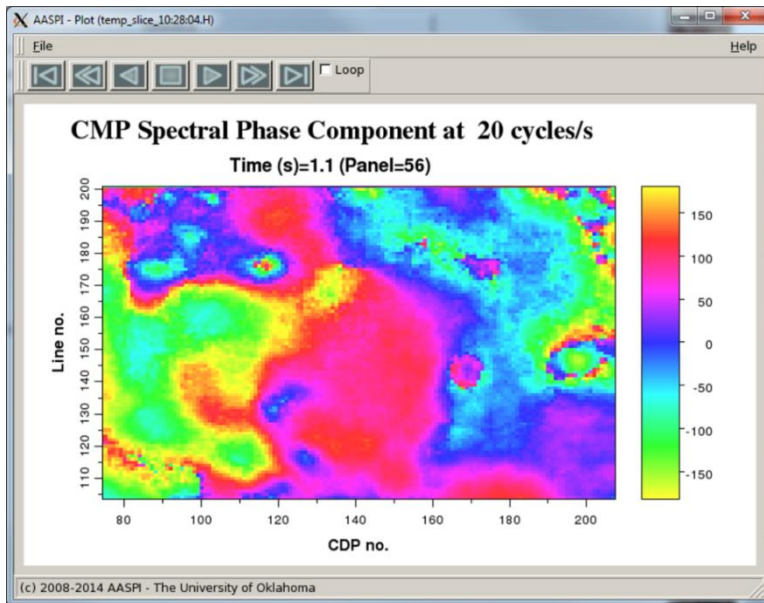 AASPI - Plot (temp_slice_10:28:04.H)
File
Help
Loop
CMP Spectral Phase Component at 20 cycles/s
Time (s)=1.1 (Panel=56)
Line no.
200
190
180
170
160
150
140
130
120
110
80
100
120
140
160
180
200
CDP no.
150
100
50
0
-50
-100
-150
(c) 2008-2014 AASPI - The University of Oklahoma